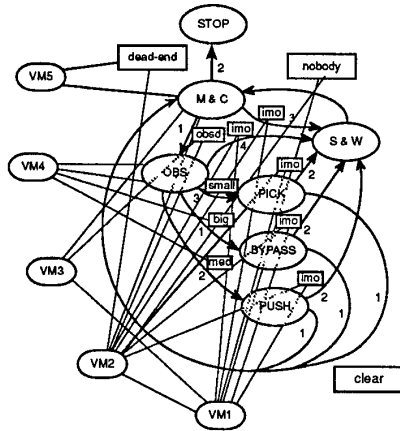 STOP
dead-end
nobody
VM5
2
M & C
imo
3
1
obsd
imo
S & W
4
VM4
OBS
imo
small
2
3
PICK
1
big
imo
2
BYPASS
med
VM3
2
imo
PUSH
2
1
1
1
VM2
clear
VM1